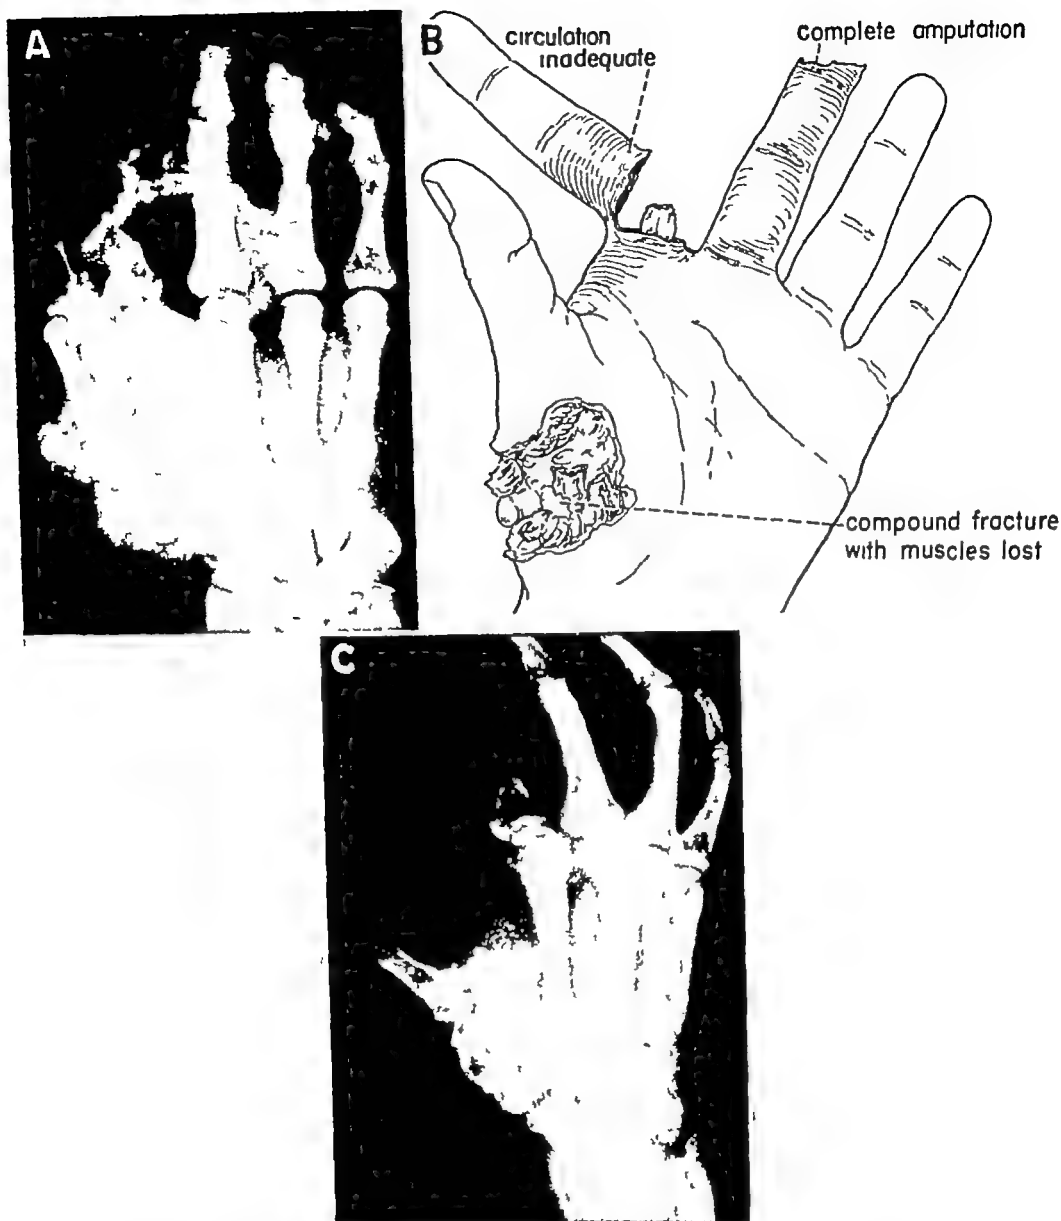 A
B
circulation
inadequate
complete amputation
compound fracture
with muscles lost
C